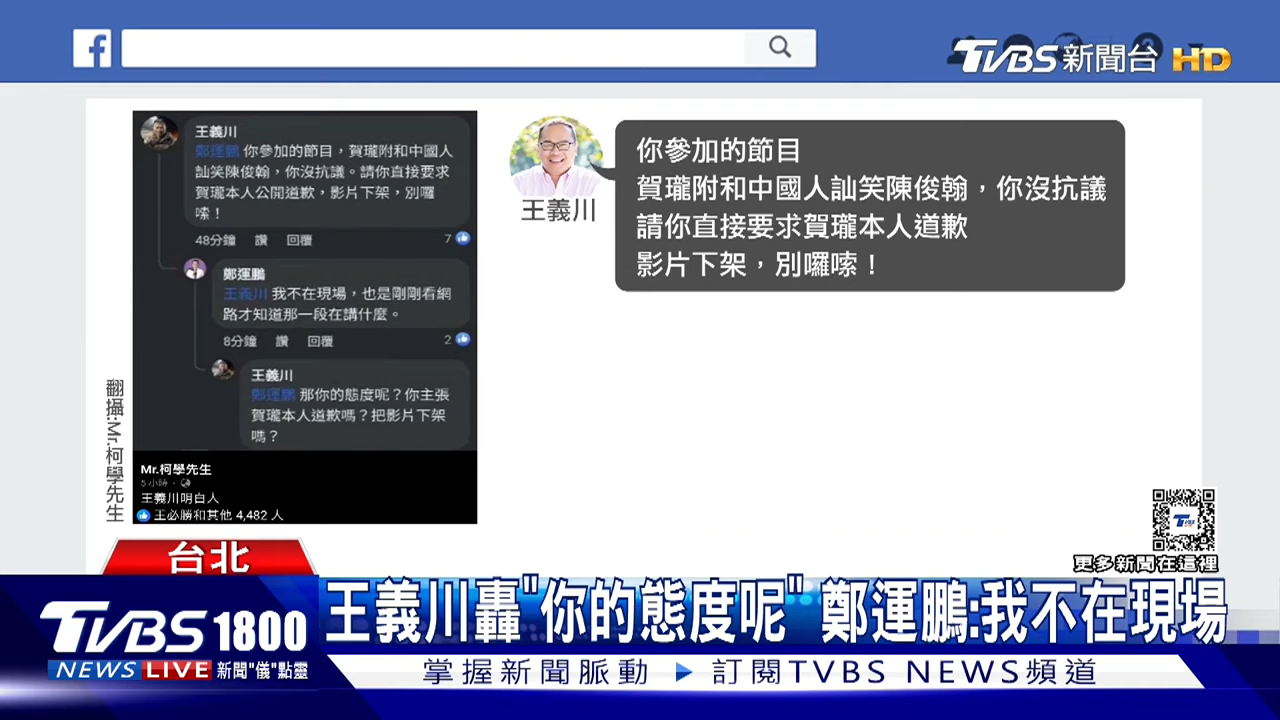 TVBS新聞台 HD
王義川
鄭運鵬 你參加的節目，賀瓏附和中國人
訕笑陳俊翰，你沒抗議。請你直接要求
賀瓏本人公開道歉，影片下架，別囉
嗦！
48分鐘 讚 回覆 7
鄭運鵬
王義川 我不在現場，也是剛剛看網
路才知道那一段在講什麼。
8分鐘 讚 回覆 2
王義川
鄭運鵬 那你的態度呢？你主張
賀瓏本人道歉嗎？把影片下架
嗎？
Mr.柯學先生
5小時
王義川明白人
王必勝和其他 4,482 人
翻攝:Mr.柯學先生
王義川
你參加的節目
賀瓏附和中國人訕笑陳俊翰，你沒抗議
請你直接要求賀瓏本人道歉
影片下架，別囉嗦！
TVBS
更多新聞在這裡
台北
王義川轟"你的態度呢" 鄭運鵬:我不在現場
TVBS 1800
NEWS LIVE 新聞"儀"點靈
掌握新聞脈動 ▶ 訂閱TVBS NEWS頻道